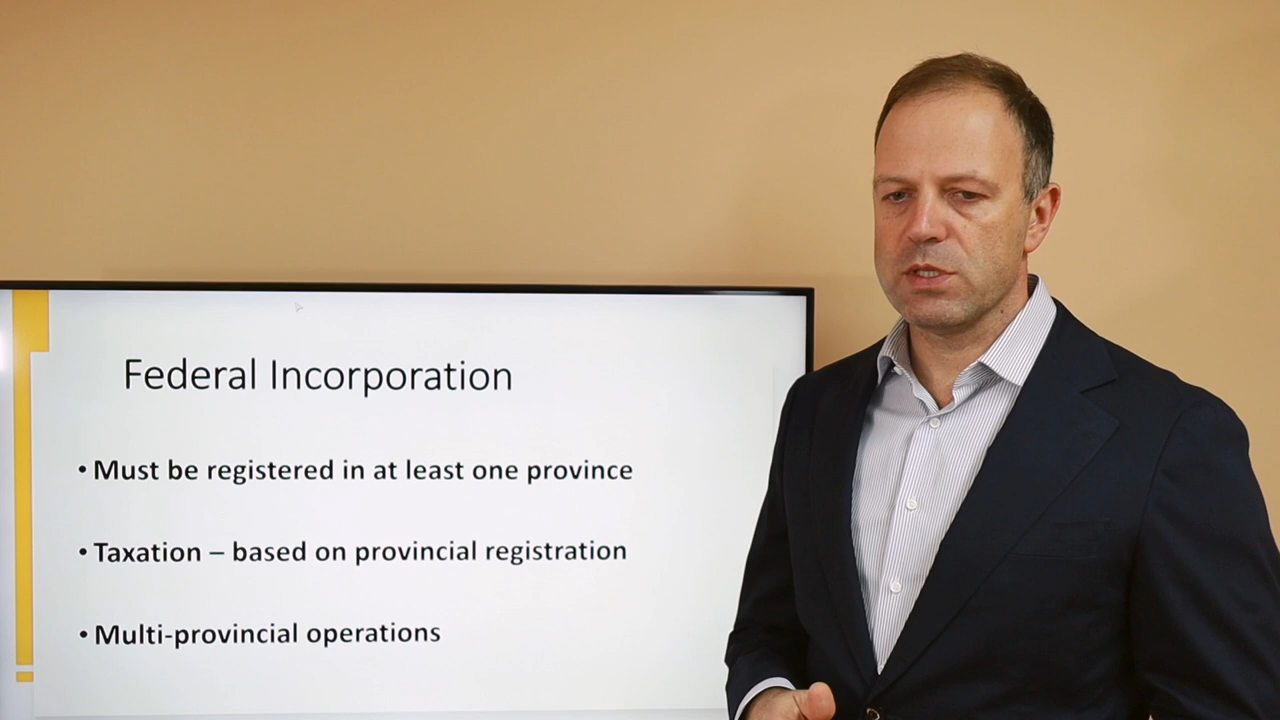 Federal Incorporation
• Must be registered in at least one province
• Taxation – based on provincial registration
• Multi-provincial operations